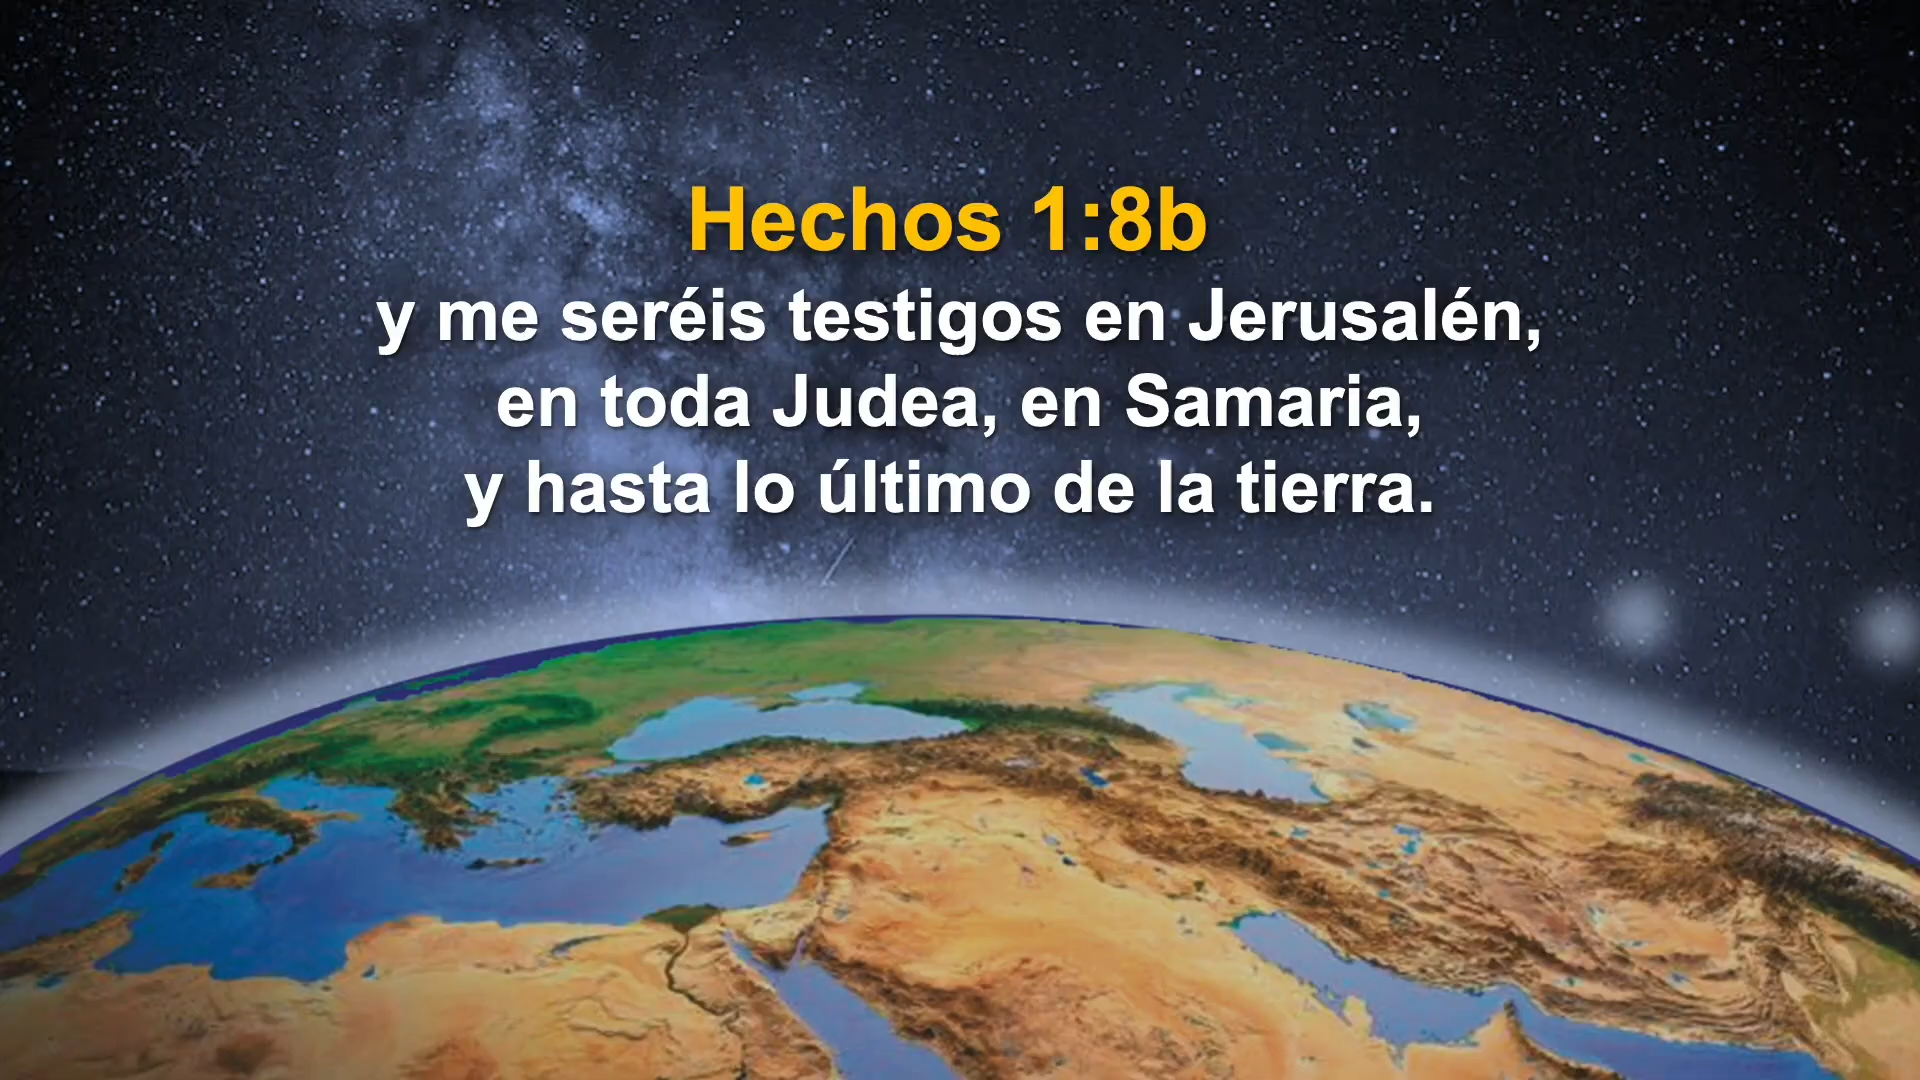 Hechos 1:8b
y me seréis testigos en Jerusalén,
en toda Judea, en Samaria,
y hasta lo último de la tierra.